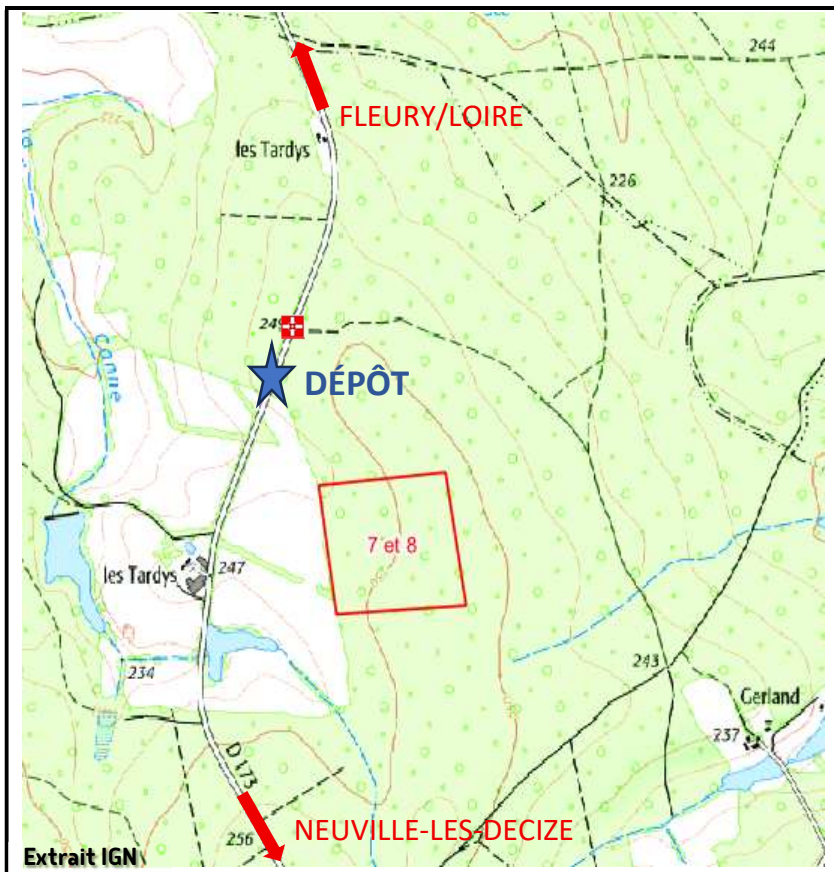 244
FLEURY/LOIRE
les Tardys
226
Canne
DÉPÔT
7 et 8
les Tardys
247
243
234
Gerland
237
D 173
256
NEUVILLE-LES-DECIZE
Extrait IGN